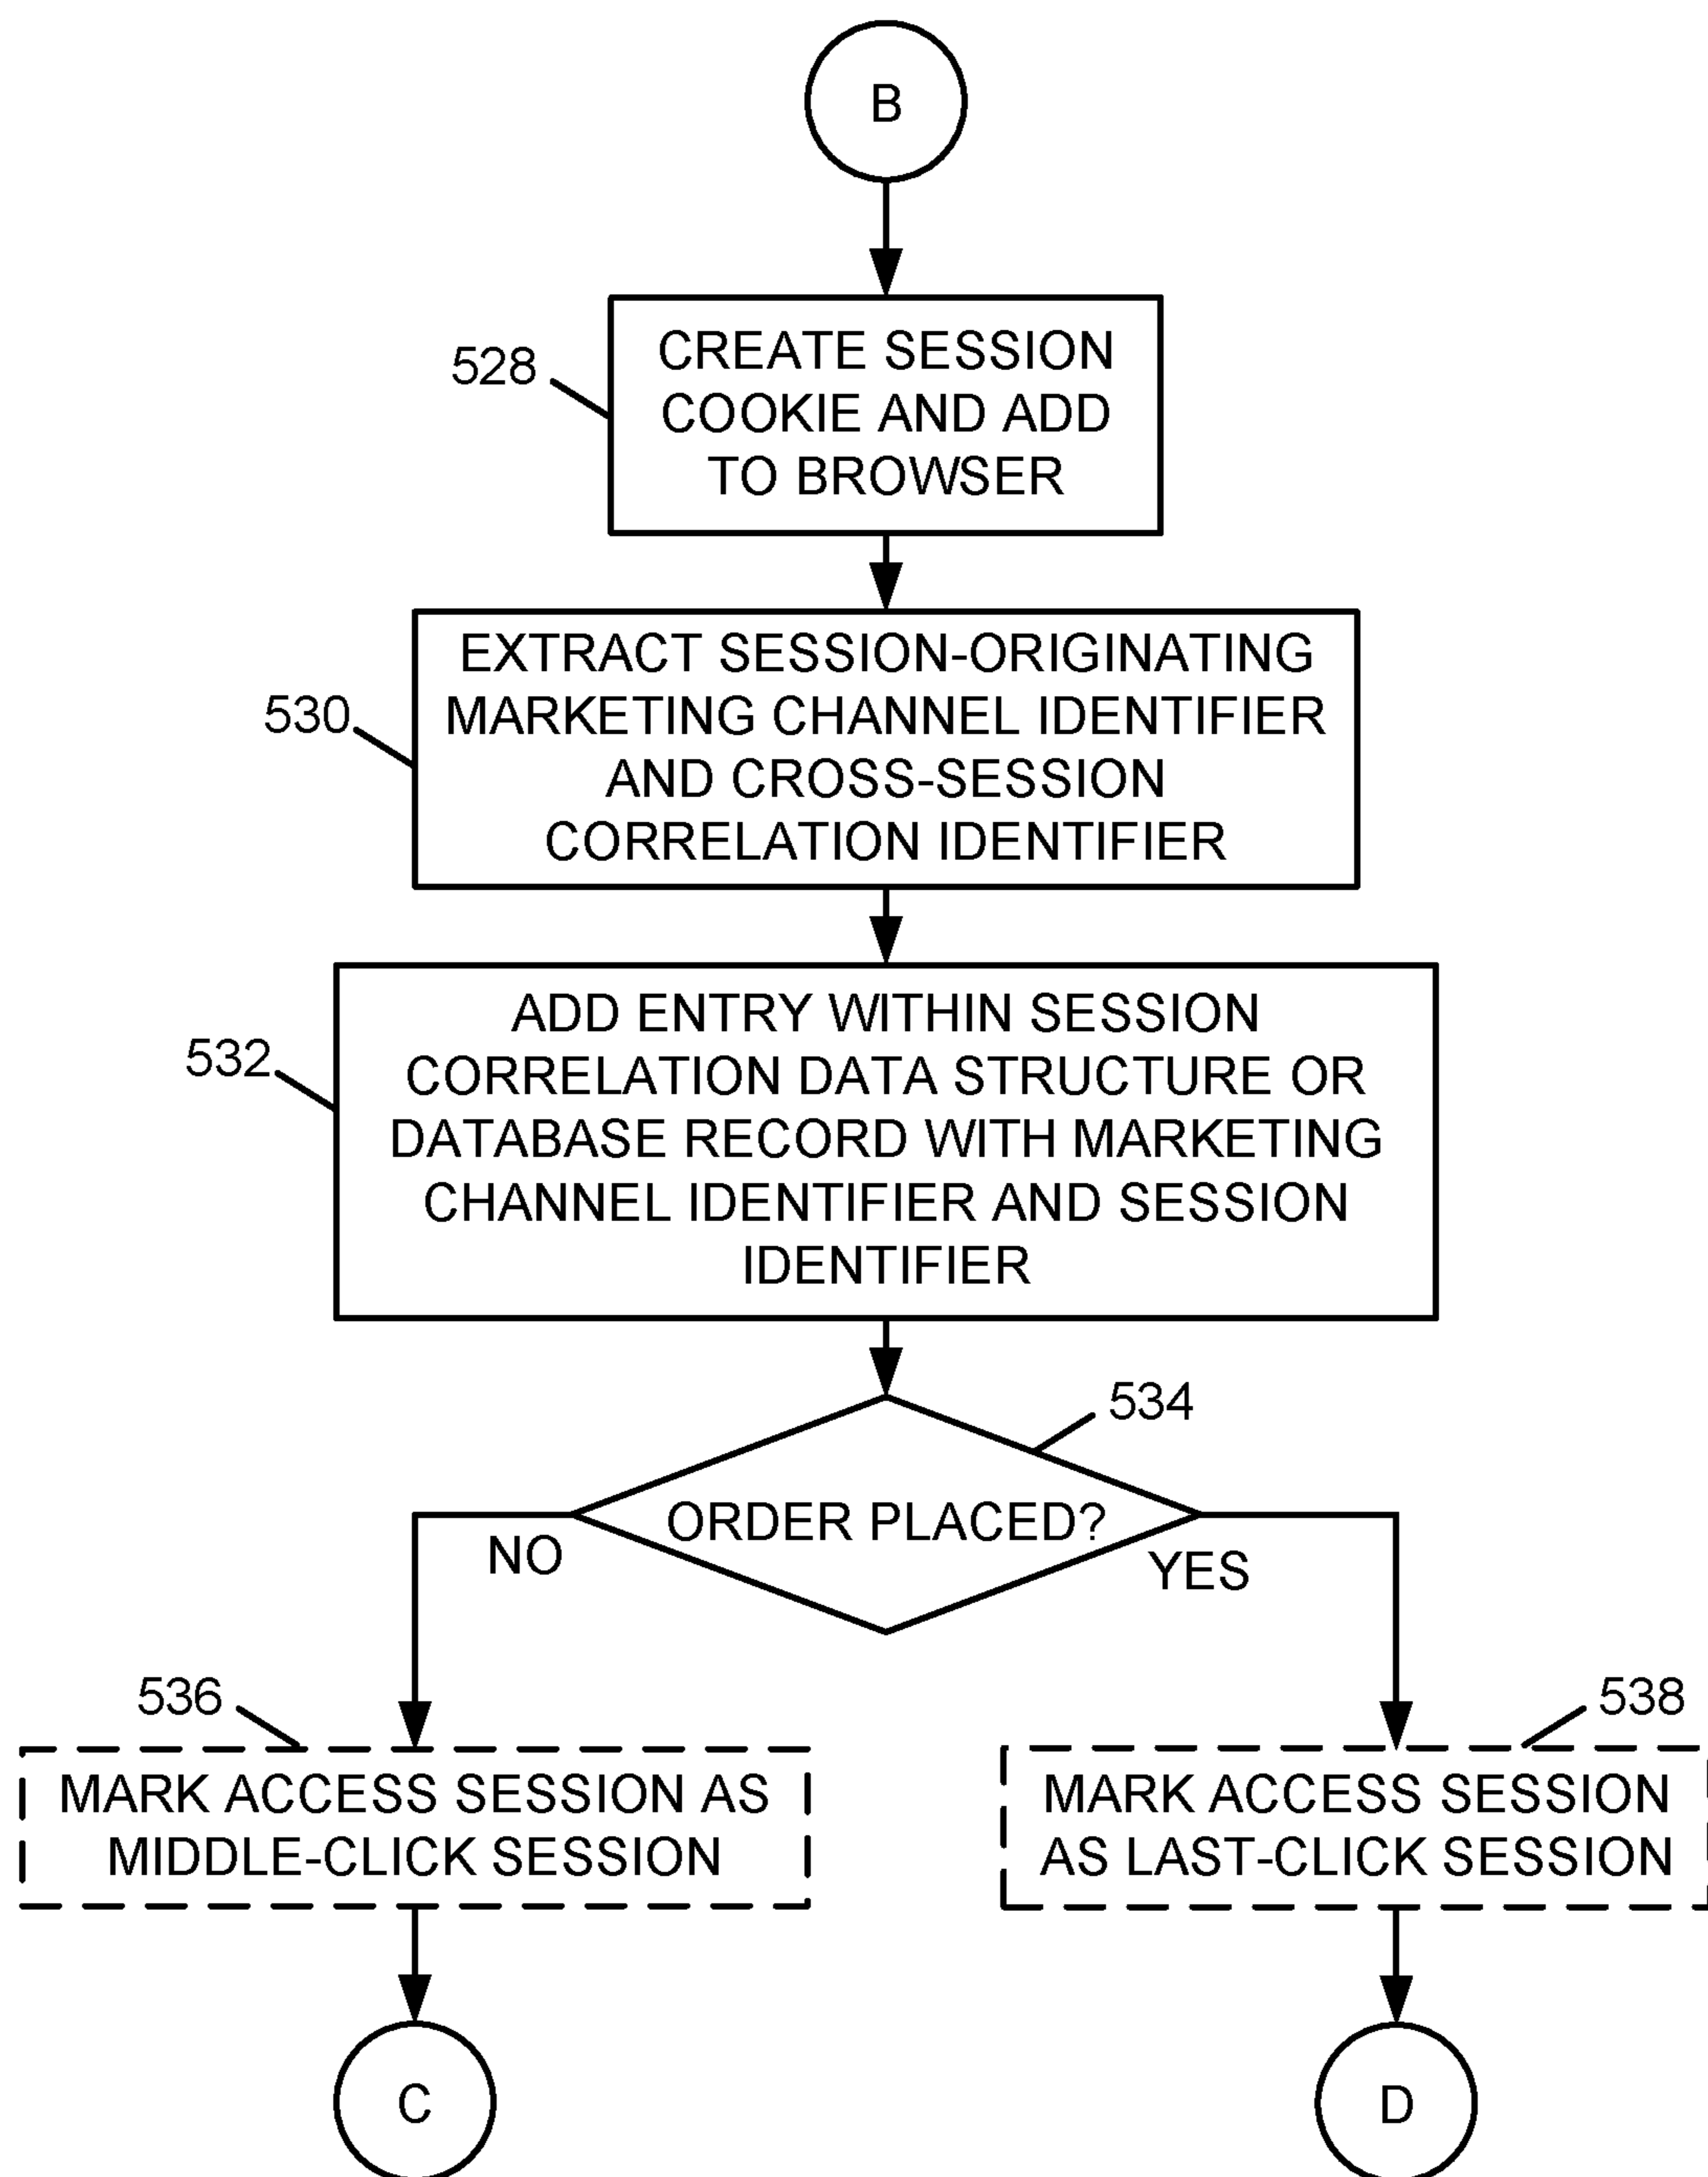 B
528
CREATE SESSION
COOKIE AND ADD
TO BROWSER
530
EXTRACT SESSION-ORIGINATING
MARKETING CHANNEL IDENTIFIER
AND CROSS-SESSION
CORRELATION IDENTIFIER
532
ADD ENTRY WITHIN SESSION
CORRELATION DATA STRUCTURE OR
DATABASE RECORD WITH MARKETING
CHANNEL IDENTIFIER AND SESSION
IDENTIFIER
534
ORDER PLACED?
NO
YES
536
MARK ACCESS SESSION AS
MIDDLE-CLICK SESSION
538
MARK ACCESS SESSION
AS LAST-CLICK SESSION
C
D